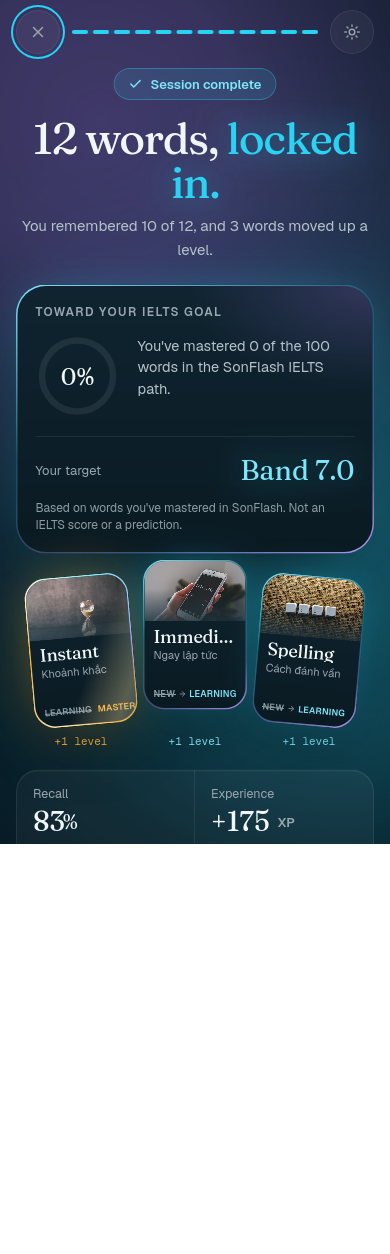 Session complete
12 words, locked
in.
You remembered 10 of 12, and 3 words moved up a
level.
TOWARD YOUR IELTS GOAL
0%
You've mastered 0 of the 100
words in the SonFlash IELTS
path.
Your target
Band 7.0
Based on words you've mastered in SonFlash. Not an
IELTS score or a prediction.
Instant
Khoảnh khắc
LEARNING MASTER
+1 level
Immedi...
Ngay lập tức
NEW → LEARNING
+1 level
Spelling
Cách đánh vần
NEW → LEARNING
+1 level
Recall
83%
Experience
+175 XP